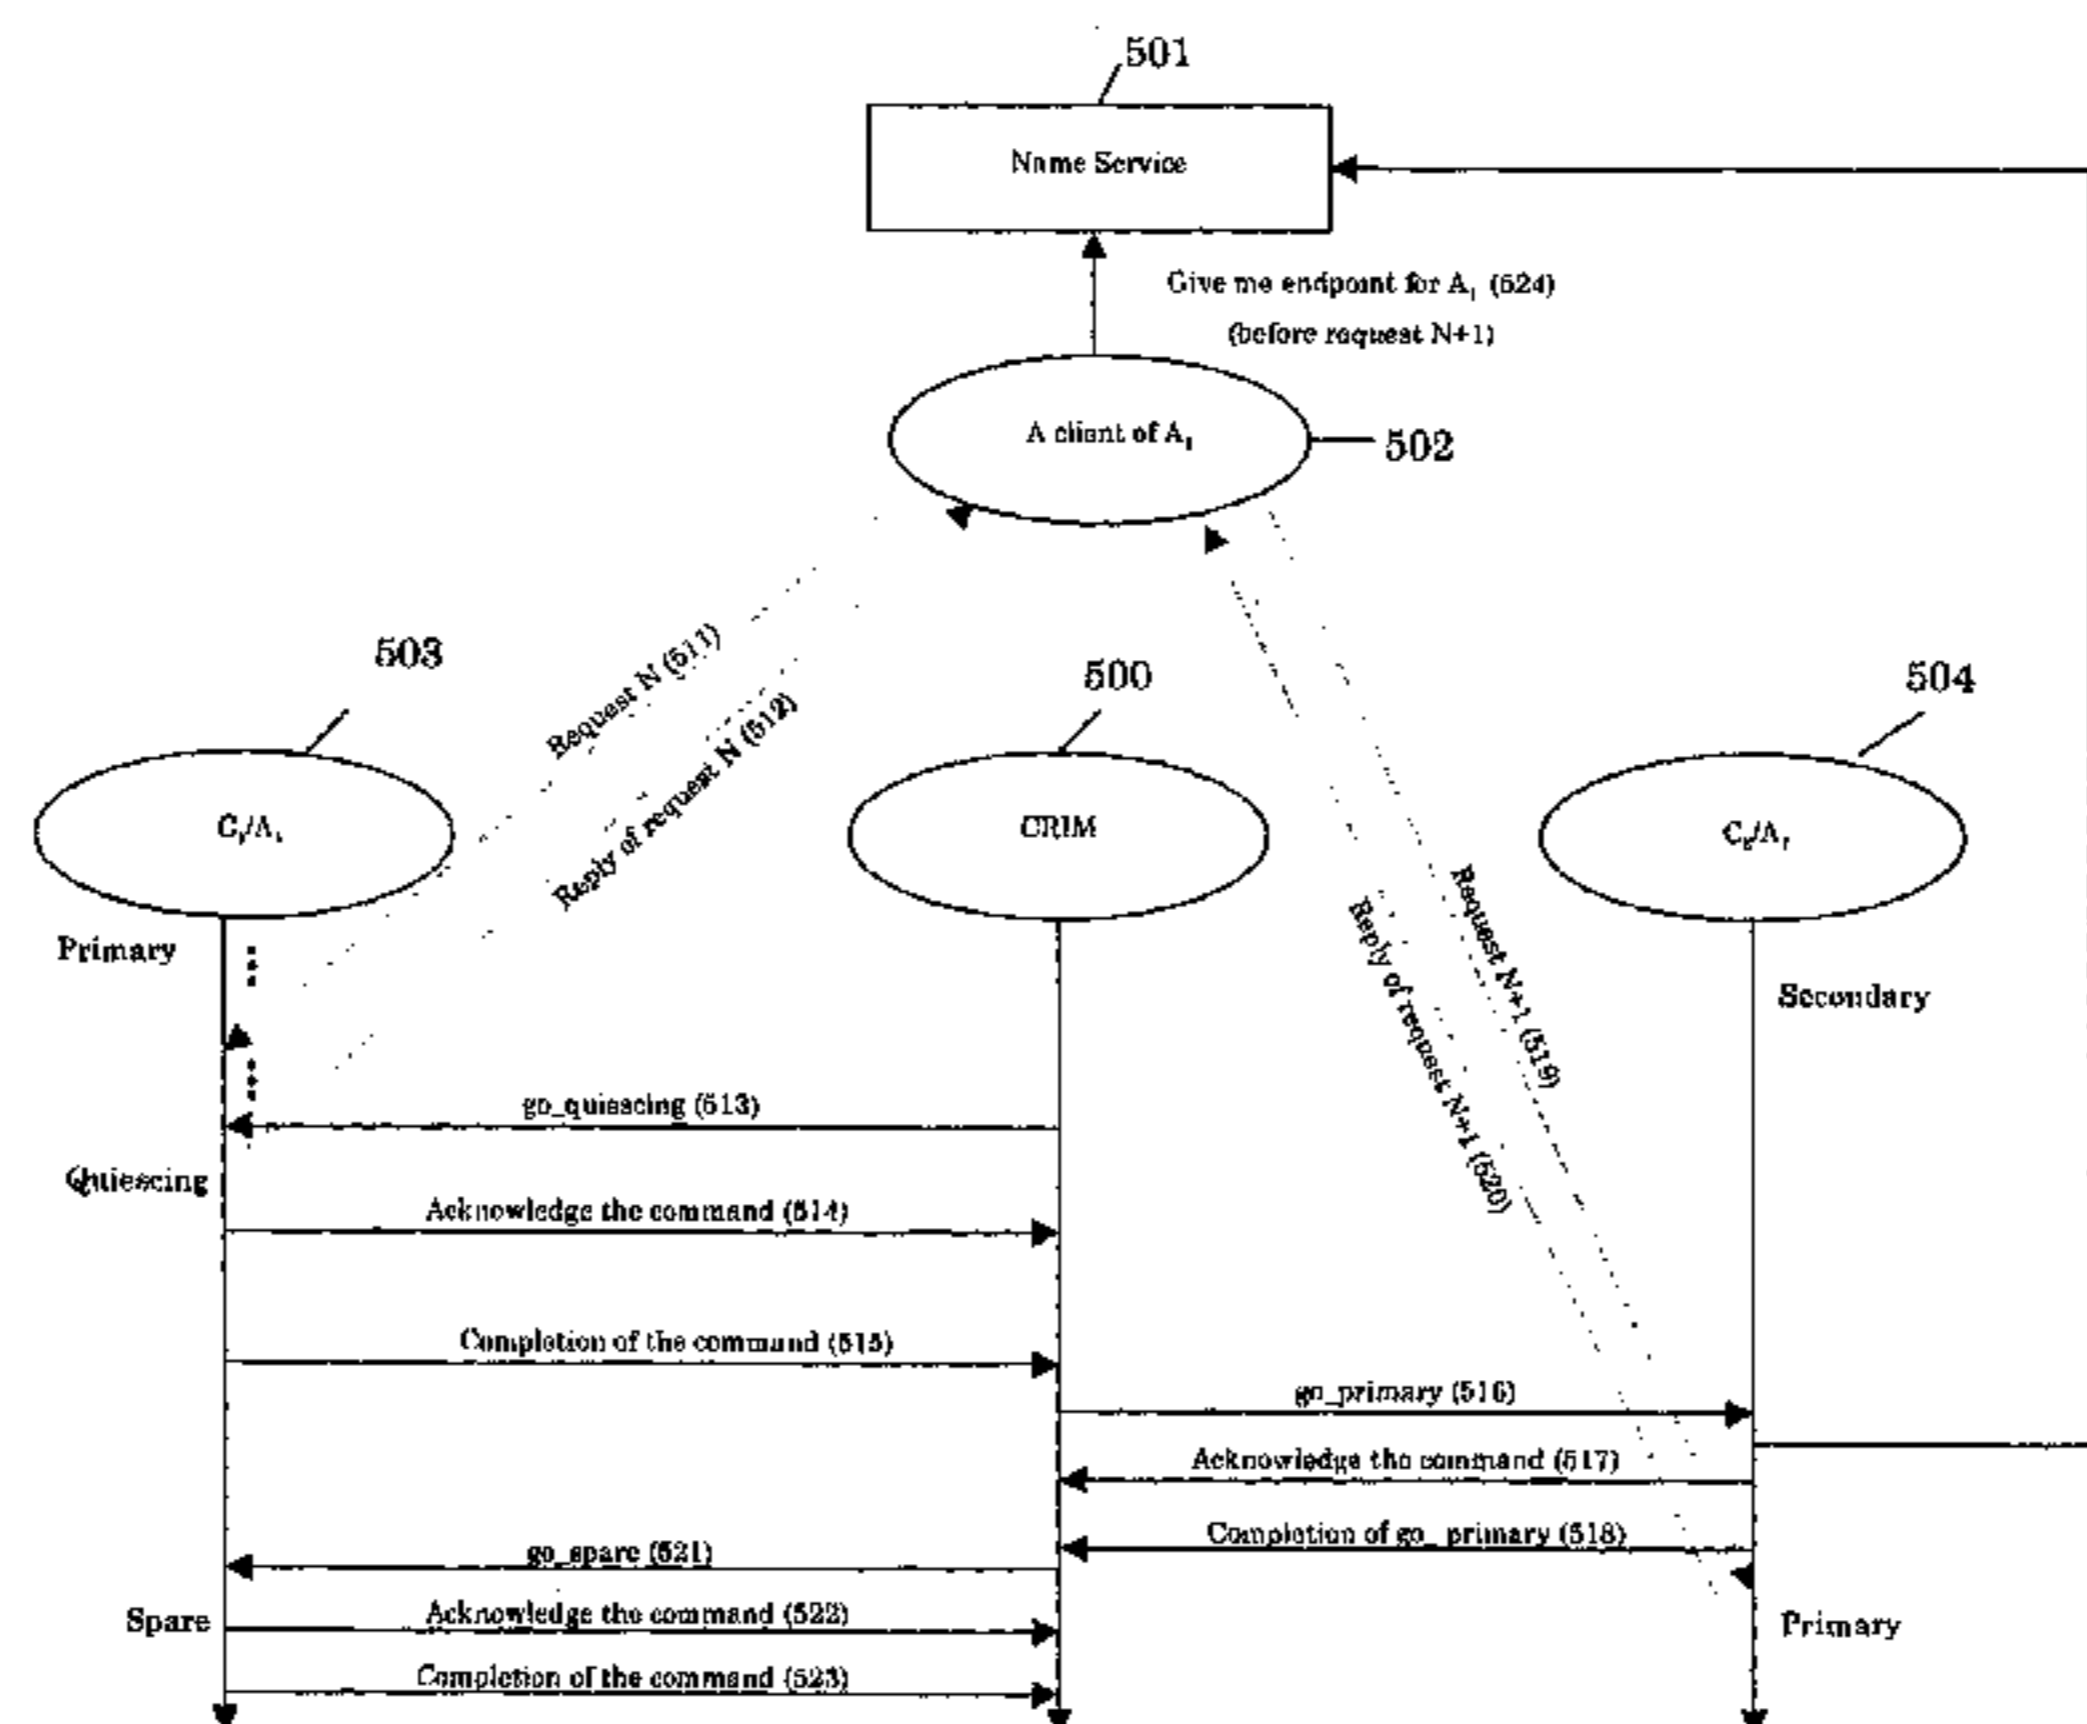 501
Name Service
Give me endpoint for A₁ (524)
(before request N+1)
A client of A₁
502
503
500
504
Request N (511)
Reply of request N (512)
C₁/A₁
CRIM
Primary
Secondary
Request N+1 (519)
Reply of request N+1 (520)
go_quiescing (513)
Quiescing
Acknowledge the command (514)
Completion of the command (515)
go_primary (516)
Acknowledge the command (517)
Completion of go_ primary (518)
go_spare (521)
Spare
Acknowledge the command (522)
Primary
Completion of the command (523)